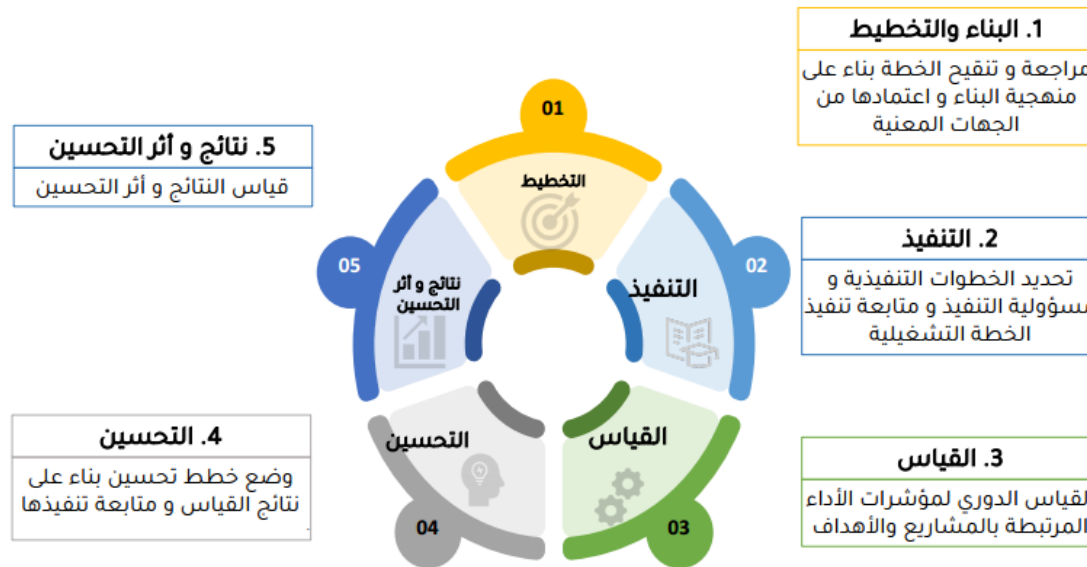 1. البناء والتخطيط
مراجعة و تنقيح الخطة بناء على
منهجية البناء و اعتمادها من
الجهات المعنية
2. التنفيذ
تحديد الخطوات التنفيذية و
مسؤولية التنفيذ و متابعة تنفيذ
الخطة التشغيلية
3. القياس
القياس الدوري لمؤشرات الأداء
المرتبطة بالمشاريع والأهداف
4. التحسين
وضع خطط تحسين بناء على
نتائج القياس و متابعة تنفيذها
.
5. نتائج و أثر التحسين
قياس النتائج و أثر التحسين
01
التخطيط
02
التنفيذ
03
القياس
04
التحسين
05
نتائج و أثر
التحسين